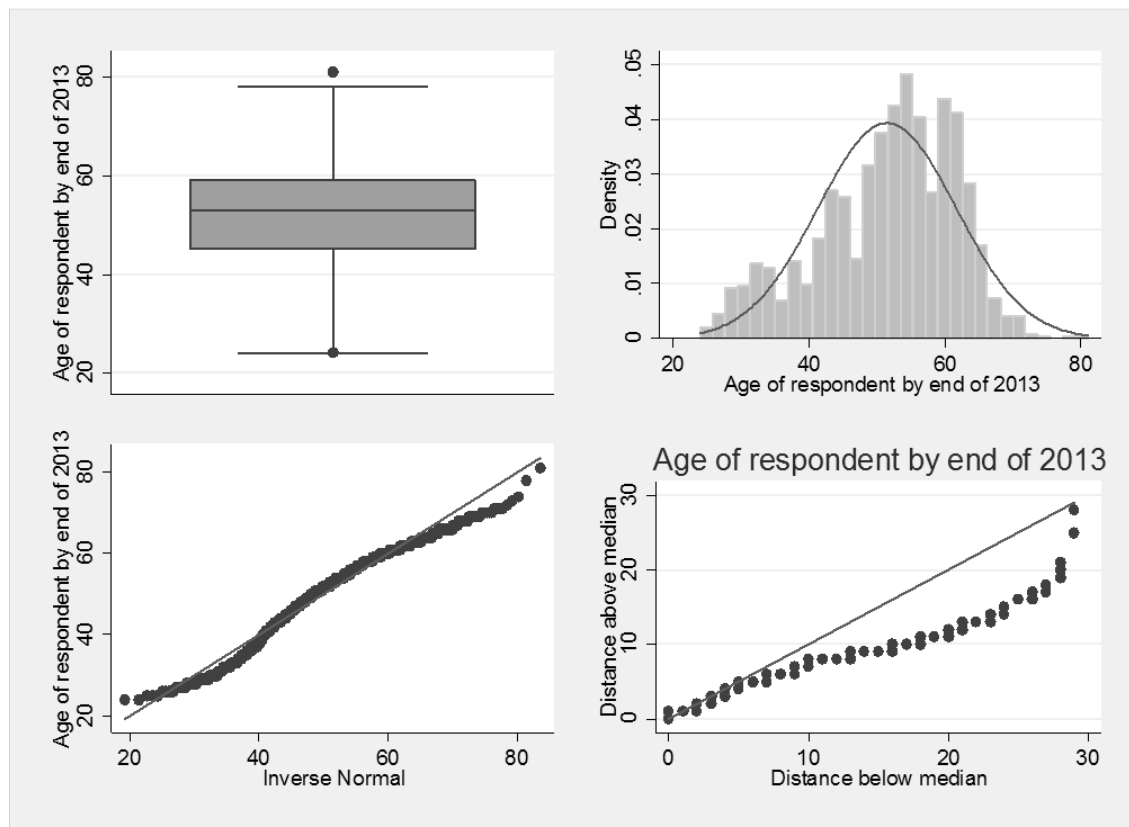 Age of respondent by end of 2013
80
60
40
20
Density
.05
.04
.03
.02
.01
0
20 40 60 80
Age of respondent by end of 2013
Age of respondent by end of 2013
80
60
40
20
20 40 60 80
Inverse Normal
Age of respondent by end of 2013
Distance above median
30
20
10
0
0 10 20 30
Distance below median